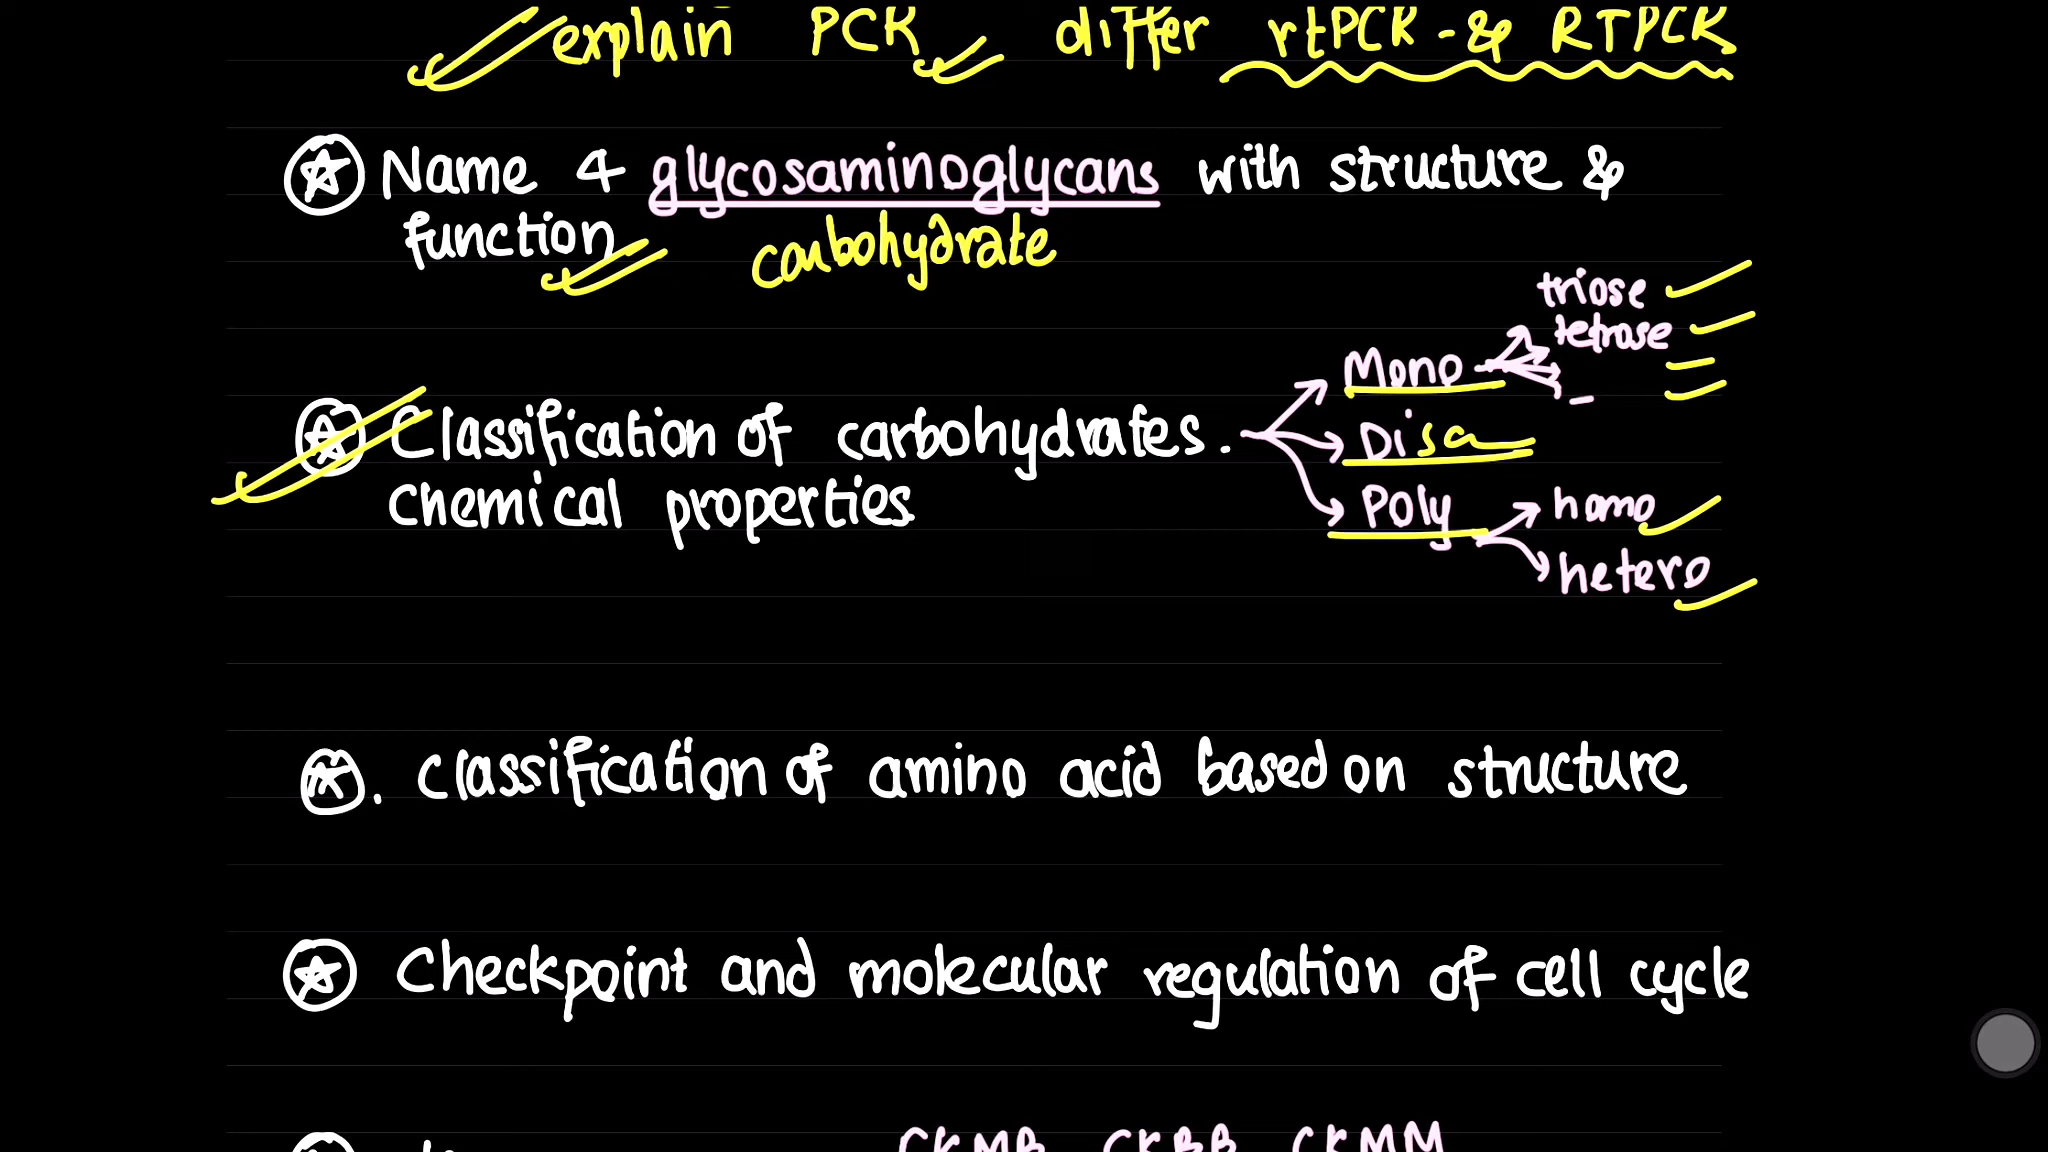 explain PCR differ rtPCR - & RTPCR
Name 4 glycosaminoglycans with structure &
function
carbohydrate
triose
tetrose
Mono
Classification of carbohydrates.
Disa
chemical properties
Poly
homo
hetero
classification of amino acid based on structure
Checkpoint and molecular regulation of cell cycle
CKMB CKBB CKMM